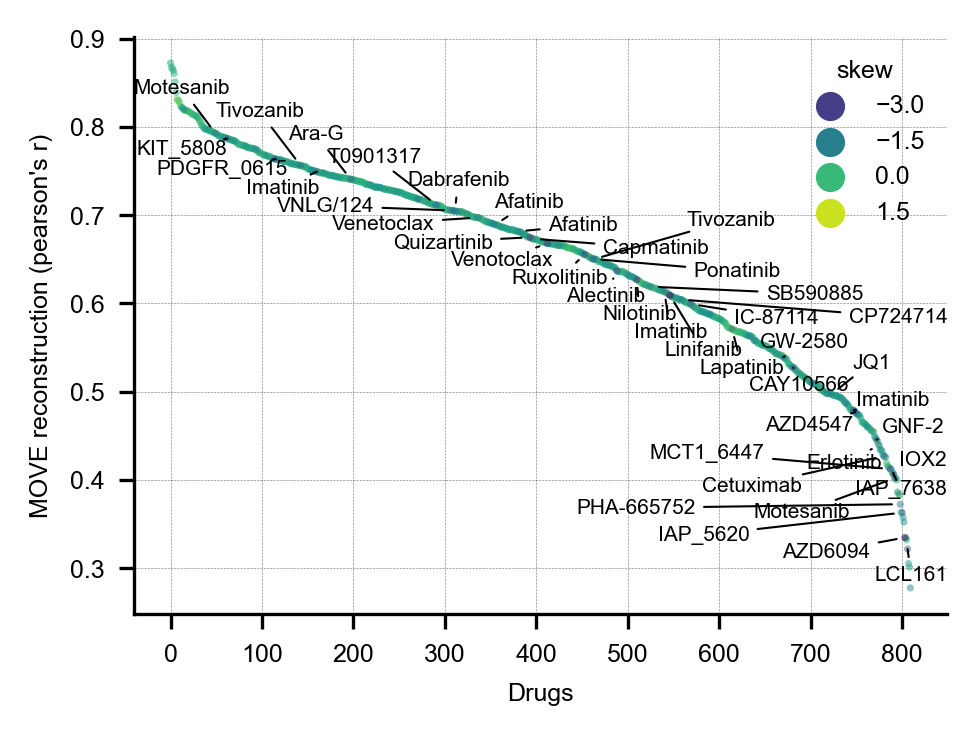 0.9
0.8
0.7
0.6
0.5
0.4
0.3
MOVE reconstruction (pearson's r)
skew
−3.0
−1.5
0.0
1.5
Motesanib
Tivozanib
Ara-G
KIT_5808
T0901317
PDGFR_0615
Dabrafenib
Imatinib
VNLG/124
Afatinib
Venetoclax
Afatinib
Tivozanib
Quizartinib
Capmatinib
Venotoclax
Ponatinib
Ruxolitinib
Alectinib
SB590885
Nilotinib
IC-87114
CP724714
Imatinib
GW-2580
Linifanib
JQ1
Lapatinib
CAY10566
Imatinib
AZD4547
GNF-2
MCT1_6447
Erlotinib
IOX2
Cetuximab
IAP_7638
PHA-665752
Motesanib
IAP_5620
AZD6094
LCL161
0
100
200
300
400
500
600
700
800
Drugs